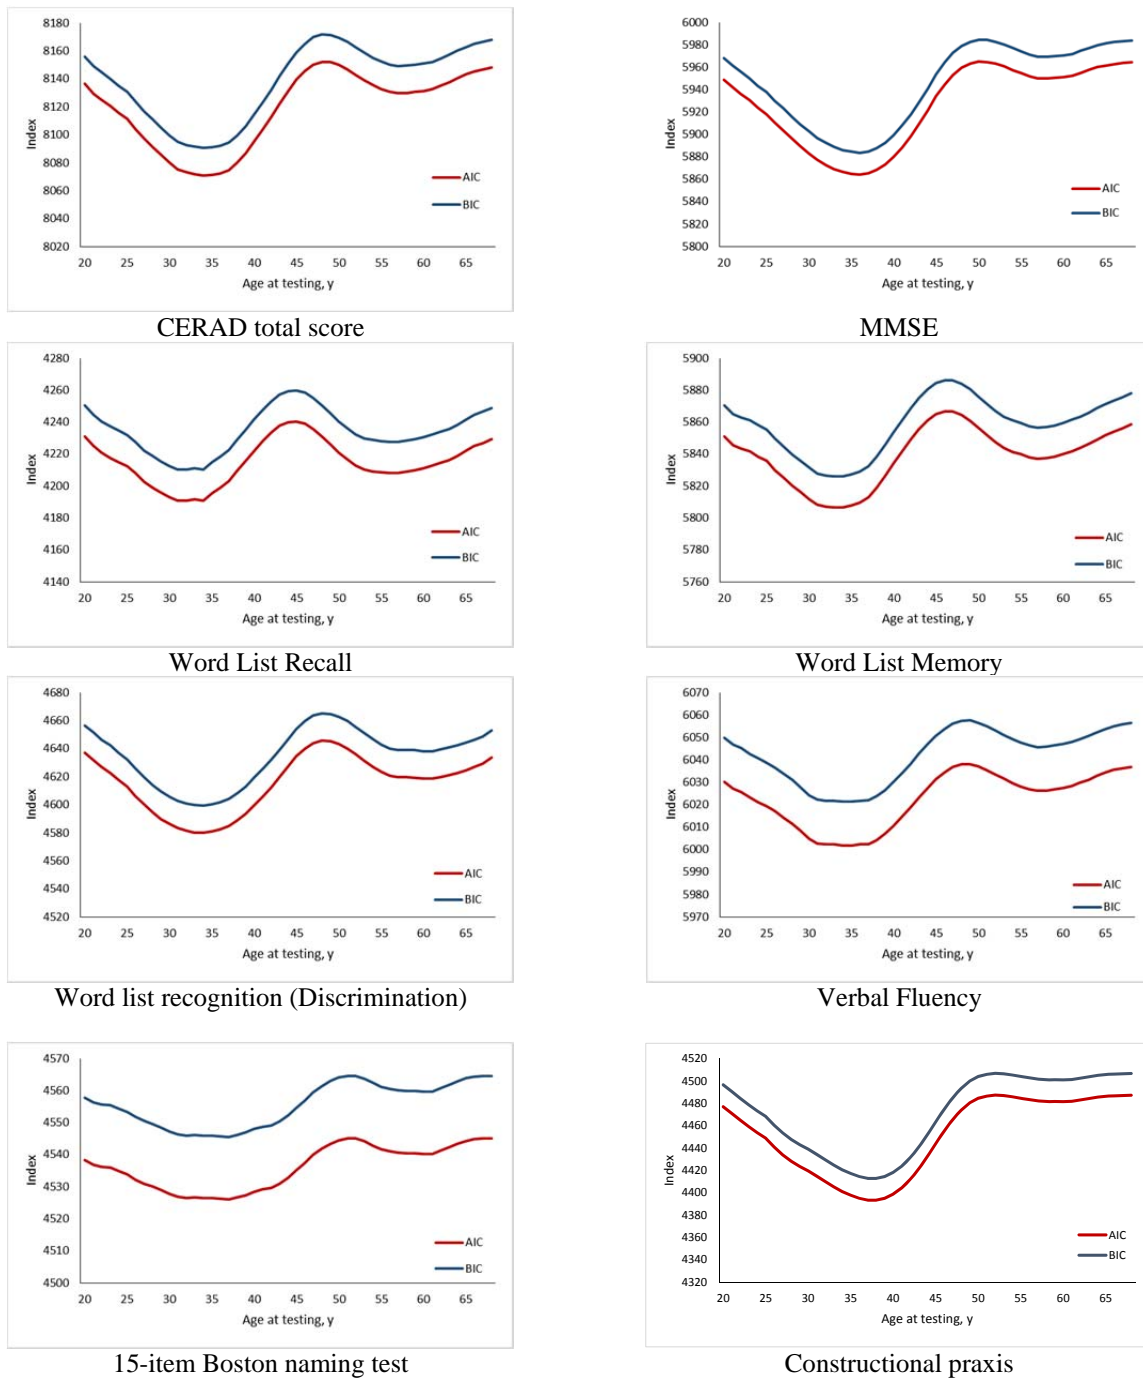 8180
8160
8140
8120
8100
8080
8060
8040
8020
Index
AIC
BIC
20 25 30 35 40 45 50 55 60 65
Age at testing, y
CERAD total score
6000
5980
5960
5940
5920
5900
5880
5860
5840
5820
5800
Index
AIC
BIC
20 25 30 35 40 45 50 55 60 65
Age at testing, y
MMSE
4280
4260
4240
4220
4200
4180
4160
4140
Index
AIC
BIC
20 25 30 35 40 45 50 55 60 65
Age at testing, y
Word List Recall
5900
5880
5860
5840
5820
5800
5780
5760
Index
AIC
BIC
20 25 30 35 40 45 50 55 60 65
Age at testing, y
Word List Memory
4680
4660
4640
4620
4600
4580
4560
4540
4520
Index
AIC
BIC
20 25 30 35 40 45 50 55 60 65
Age at testing, y
Word list recognition (Discrimination)
6070
6060
6050
6040
6030
6020
6010
6000
5990
5980
5970
Index
AIC
BIC
20 25 30 35 40 45 50 55 60 65
Age at testing, y
Verbal Fluency
4570
4560
4550
4540
4530
4520
4510
4500
Index
AIC
BIC
20 25 30 35 40 45 50 55 60 65
Age at testing, y
15-item Boston naming test
4520
4500
4480
4460
4440
4420
4400
4380
4360
4340
4320
Index
AIC
BIC
20 25 30 35 40 45 50 55 60 65
Age at testing, y
Constructional praxis